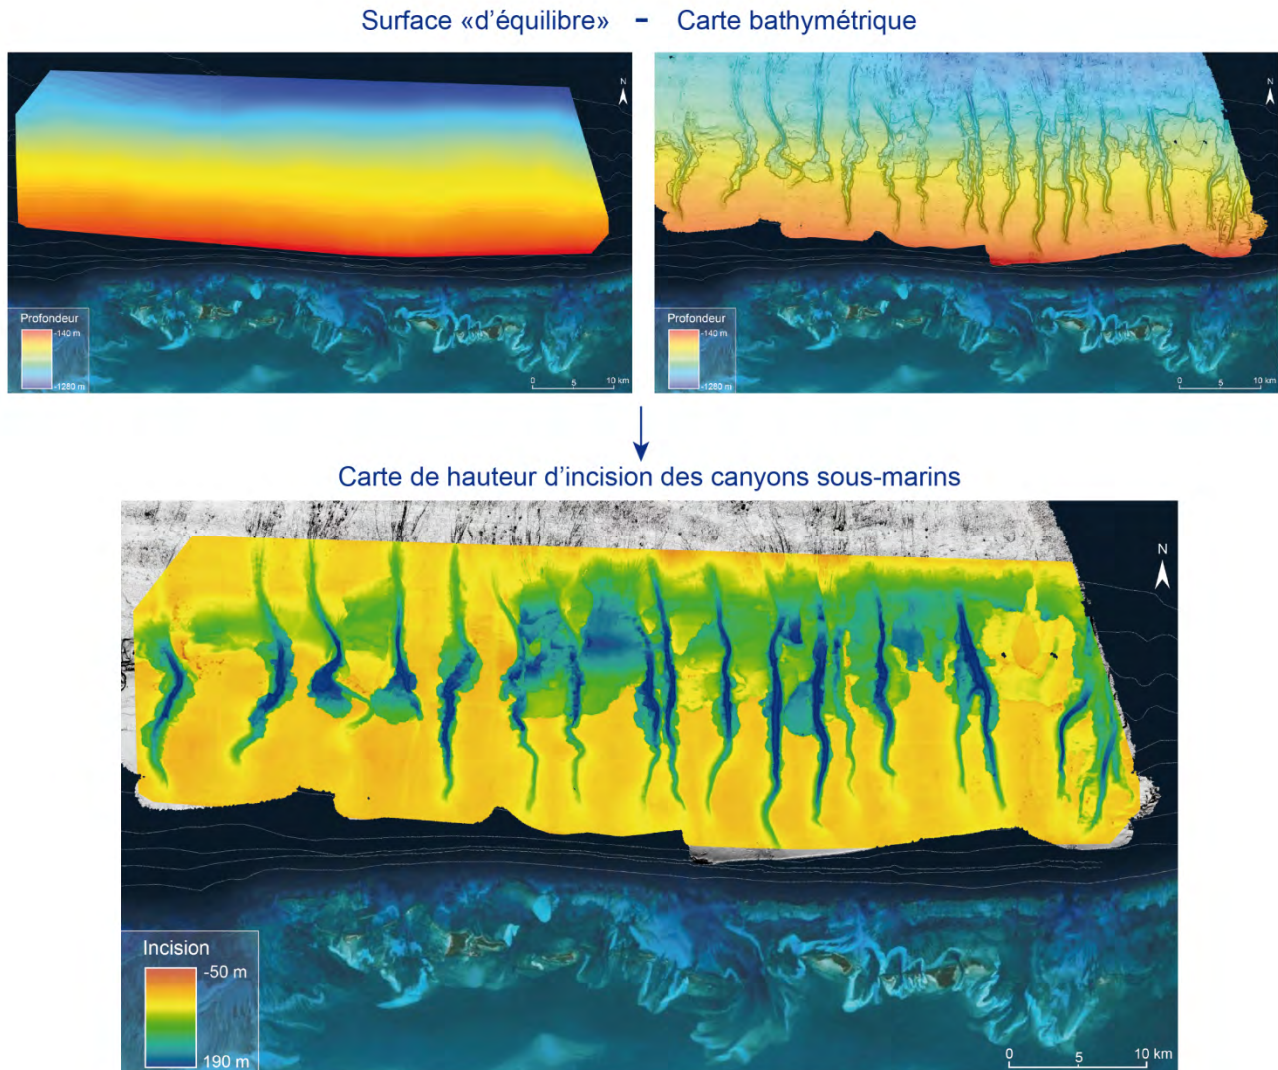 Surface «d'équilibre» - Carte bathymétrique
N
Profondeur
-140 m
-1280 m
0 5 10 km
N
Profondeur
-140 m
-1280 m
0 5 10 km
Carte de hauteur d'incision des canyons sous-marins
N
Incision
-50 m
190 m
0 5 10 km